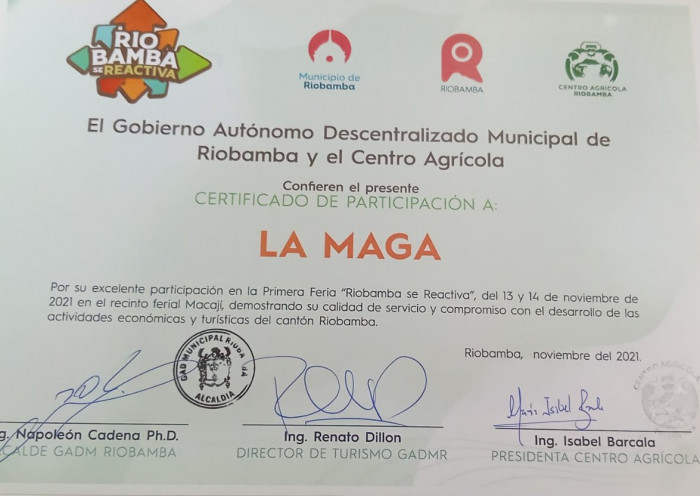 RIO
BAMBA
SE REACTIVA
Municipio de
Riobamba
RIOBAMBA
CENTRO AGRÍCOLA
RIOBAMBA
El Gobierno Autónomo Descentralizado Municipal de
Riobamba y el Centro Agrícola
Confieren el presente
CERTIFICADO DE PARTICIPACIÓN A:
LA MAGA
Por su excelente participación en la Primera Feria "Riobamba se Reactiva", del 13 y 14 de noviembre de
2021 en el recinto ferial Macají, demostrando su calidad de servicio y compromiso con el desarrollo de las
actividades económicas y turísticas del cantón Riobamba.
Riobamba, noviembre del 2021.
GAD MUNICIPAL
ALCALDIA
María Isabel
g. Napoleón Cadena Ph.D.
CALDE GADM RIOBAMBA
Ing. Renato Dillon
DIRECTOR DE TURISMO GADMR
Ing. Isabel Barcala
PRESIDENTA CENTRO AGRÍCOLA